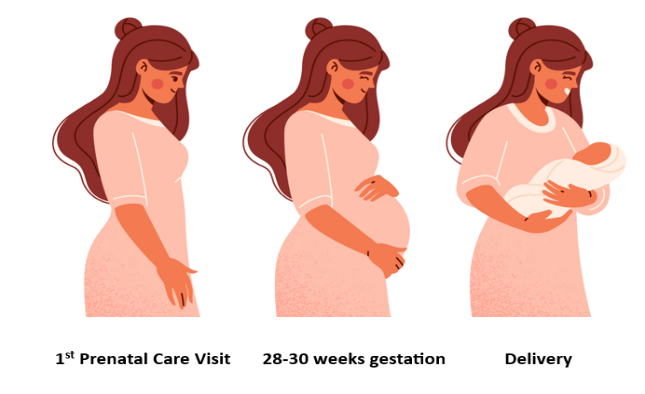 1st Prenatal Care Visit
28-30 weeks gestation
Delivery